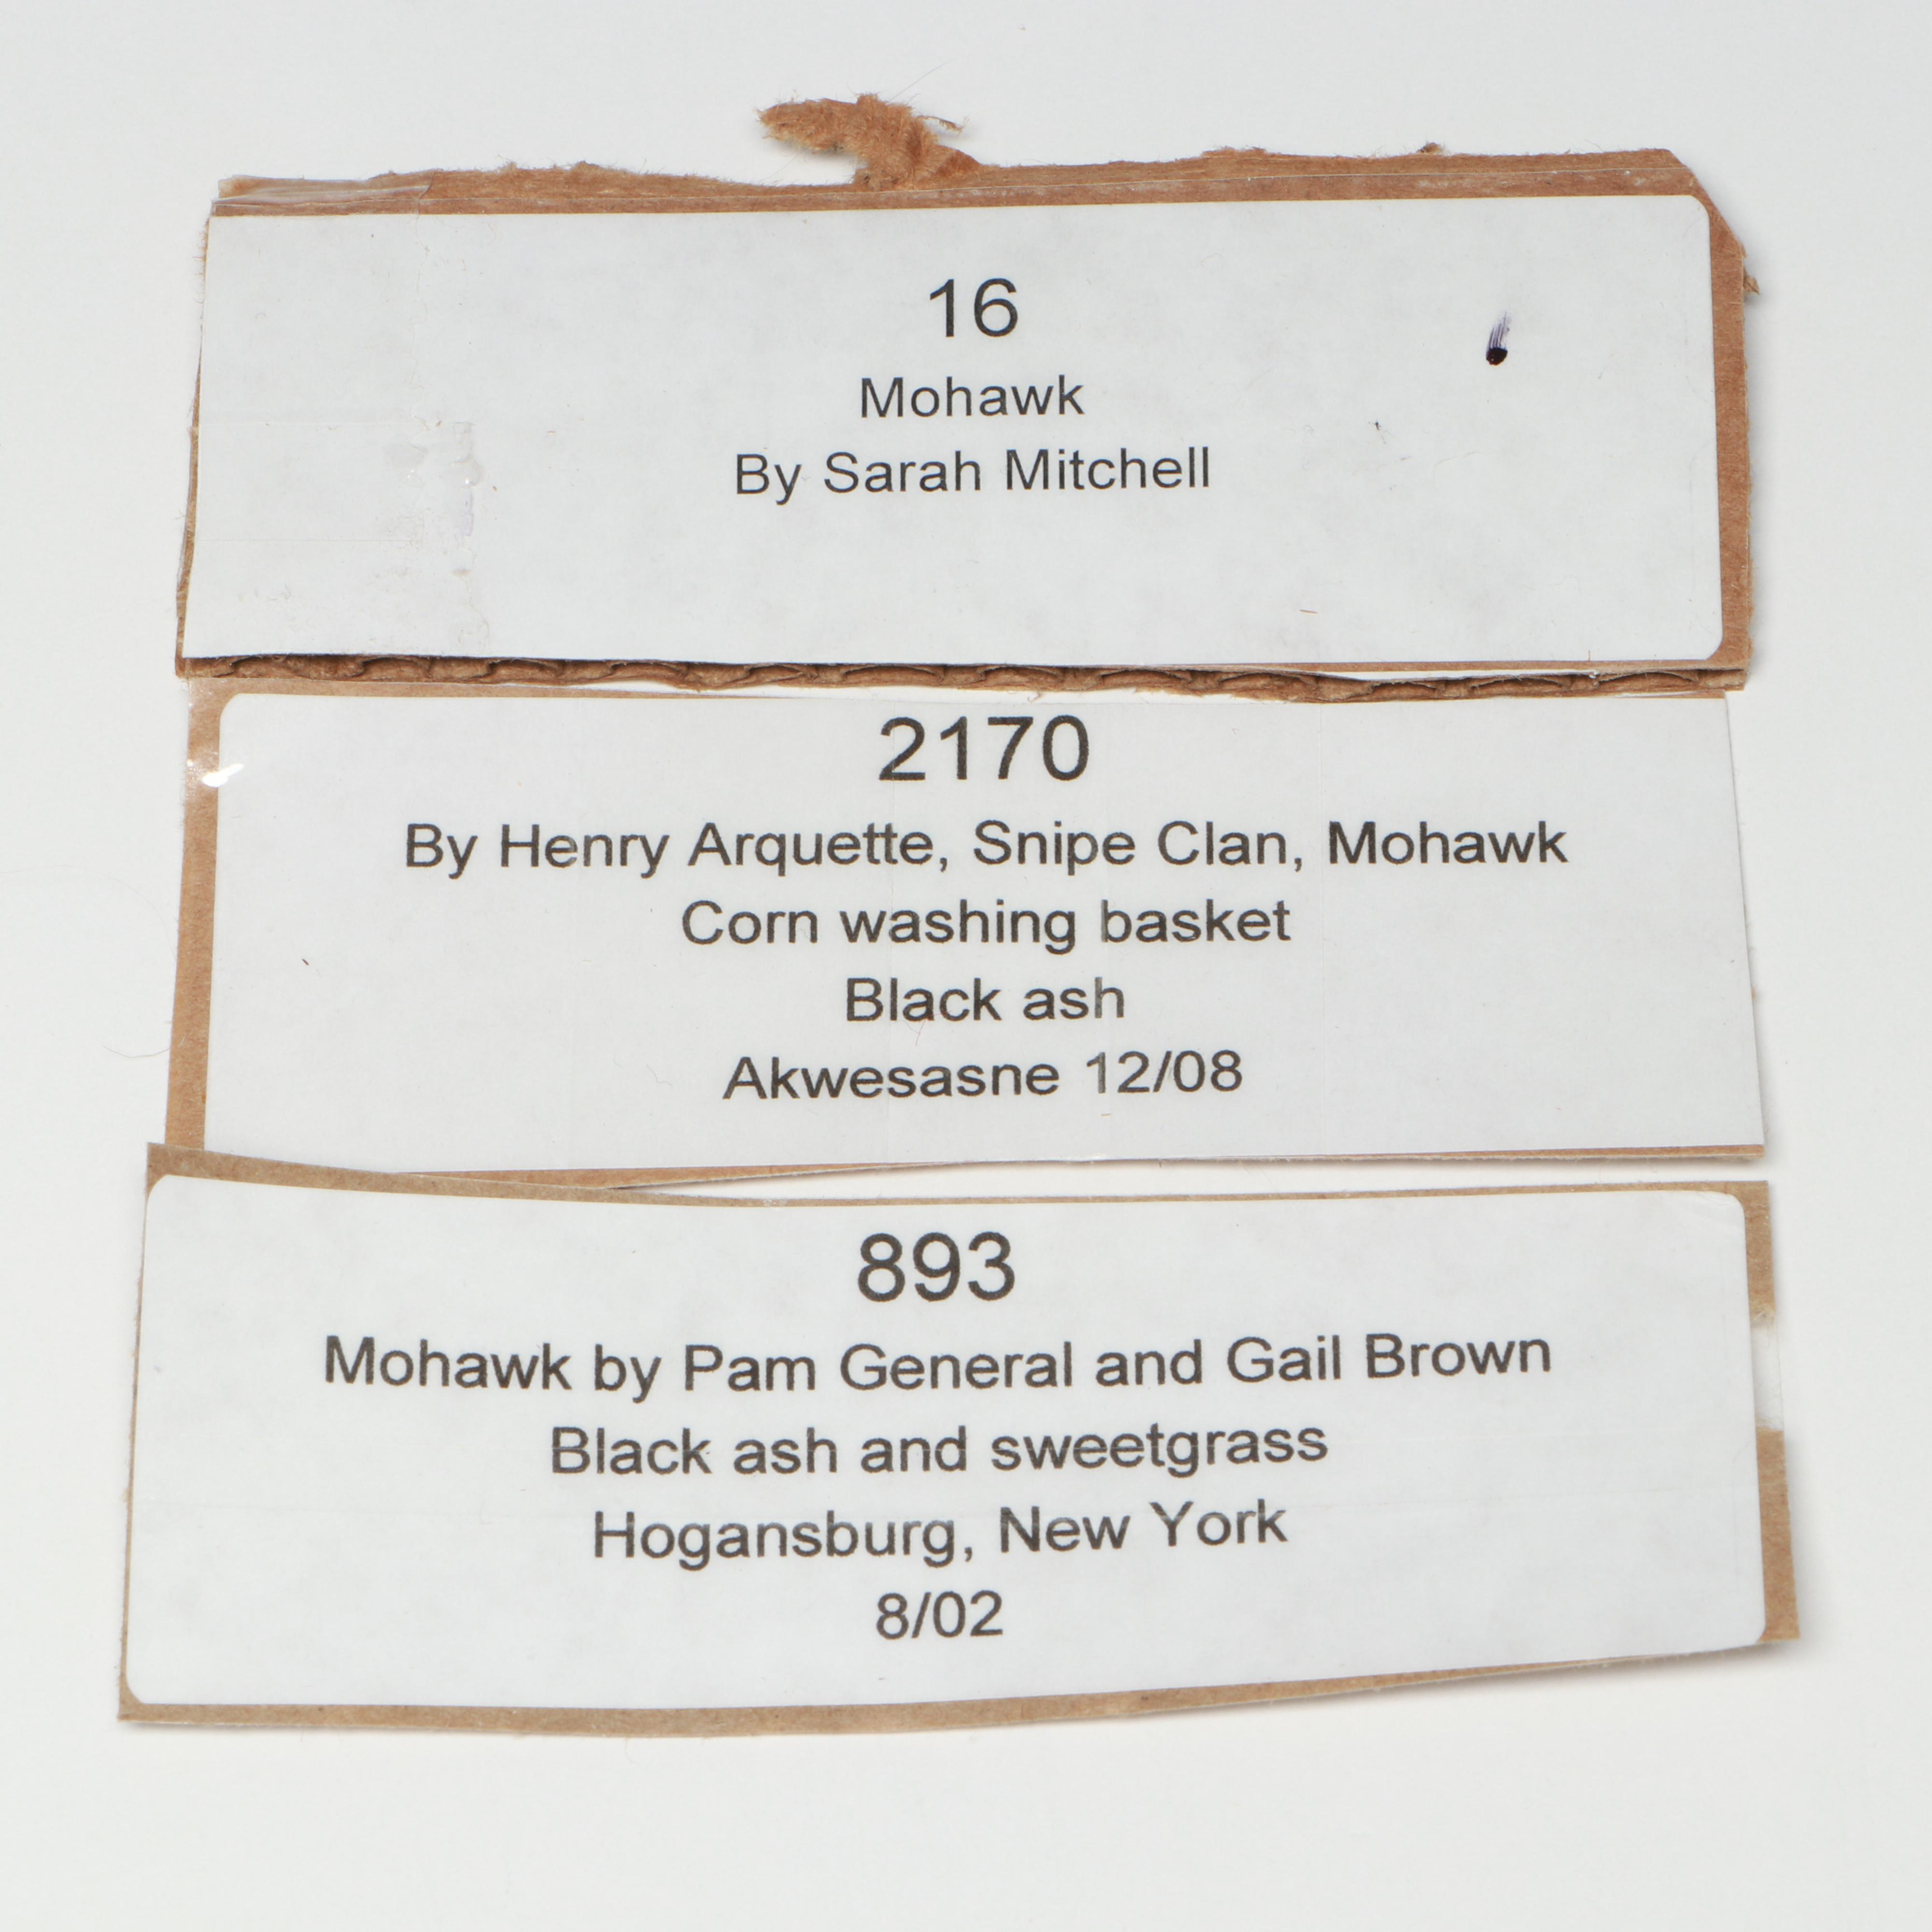 16
Mohawk
By Sarah Mitchell
2170
By Henry Arquette, Snipe Clan, Mohawk
Corn washing basket
Black ash
Akwesasne 12/08
893
Mohawk by Pam General and Gail Brown
Black ash and sweetgrass
Hogansburg, New York
8/02